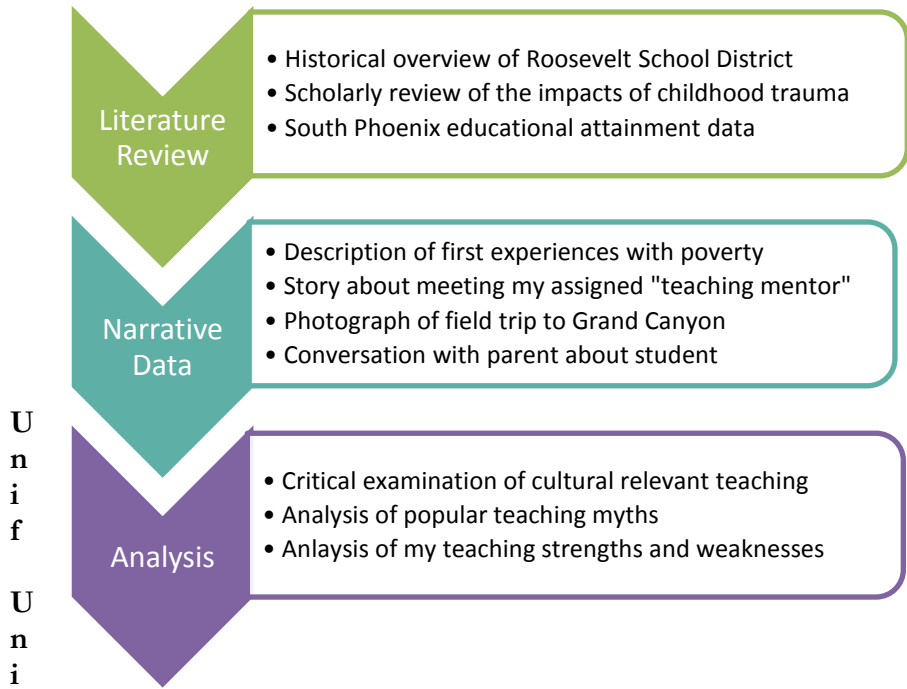 Literature
Review
• Historical overview of Roosevelt School District
• Scholarly review of the impacts of childhood trauma
• South Phoenix educational attainment data
Narrative
Data
• Description of first experiences with poverty
• Story about meeting my assigned "teaching mentor"
• Photograph of field trip to Grand Canyon
• Conversation with parent about student
Analysis
• Critical examination of cultural relevant teaching
• Analysis of popular teaching myths
• Anlaysis of my teaching strengths and weaknesses
U
n
i
f
U
n
i